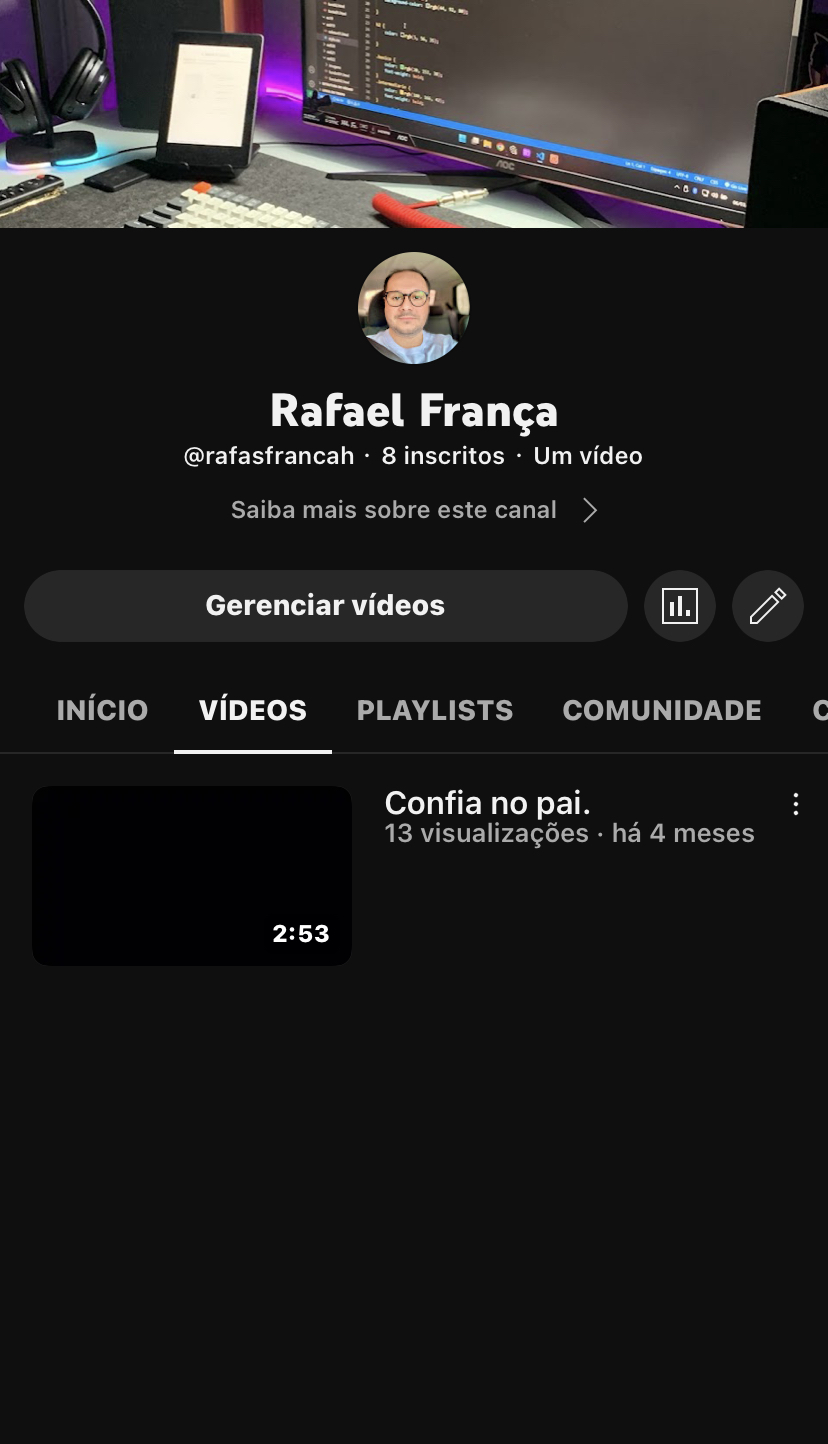 AOC
Rafael França
@rafasfrancah · 8 inscritos · Um vídeo
Saiba mais sobre este canal
Gerenciar vídeos
INÍCIO VÍDEOS PLAYLISTS COMUNIDADE C
Confia no pai.
13 visualizações · há 4 meses
2:53